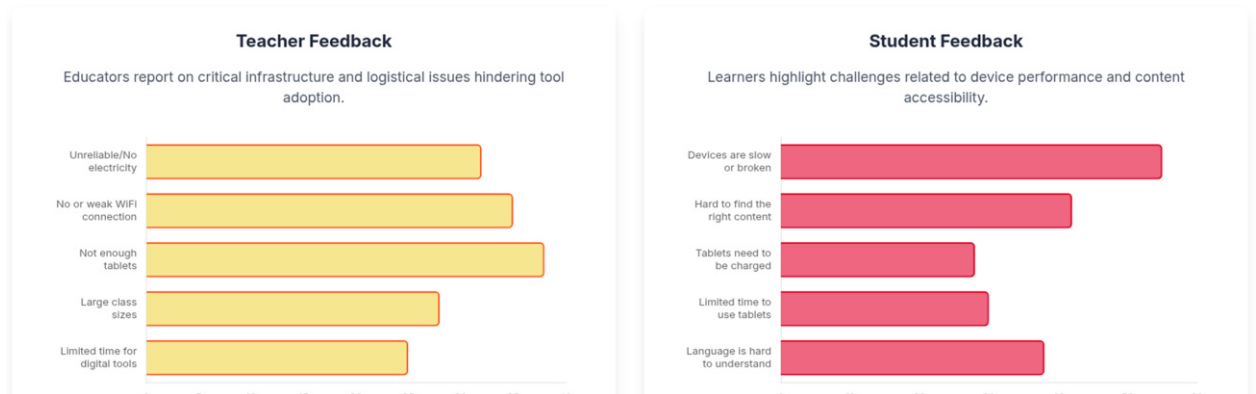 Teacher Feedback
Educators report on critical infrastructure and logistical issues hindering tool
adoption.
Unreliable/No
electricity
No or weak WiFi
connection
Not enough
tablets
Large class
sizes
Limited time for
digital tools
Student Feedback
Learners highlight challenges related to device performance and content
accessibility.
Devices are slow
or broken
Hard to find the
right content
Tablets need to
be charged
Limited time to
use tablets
Language is hard
to understand